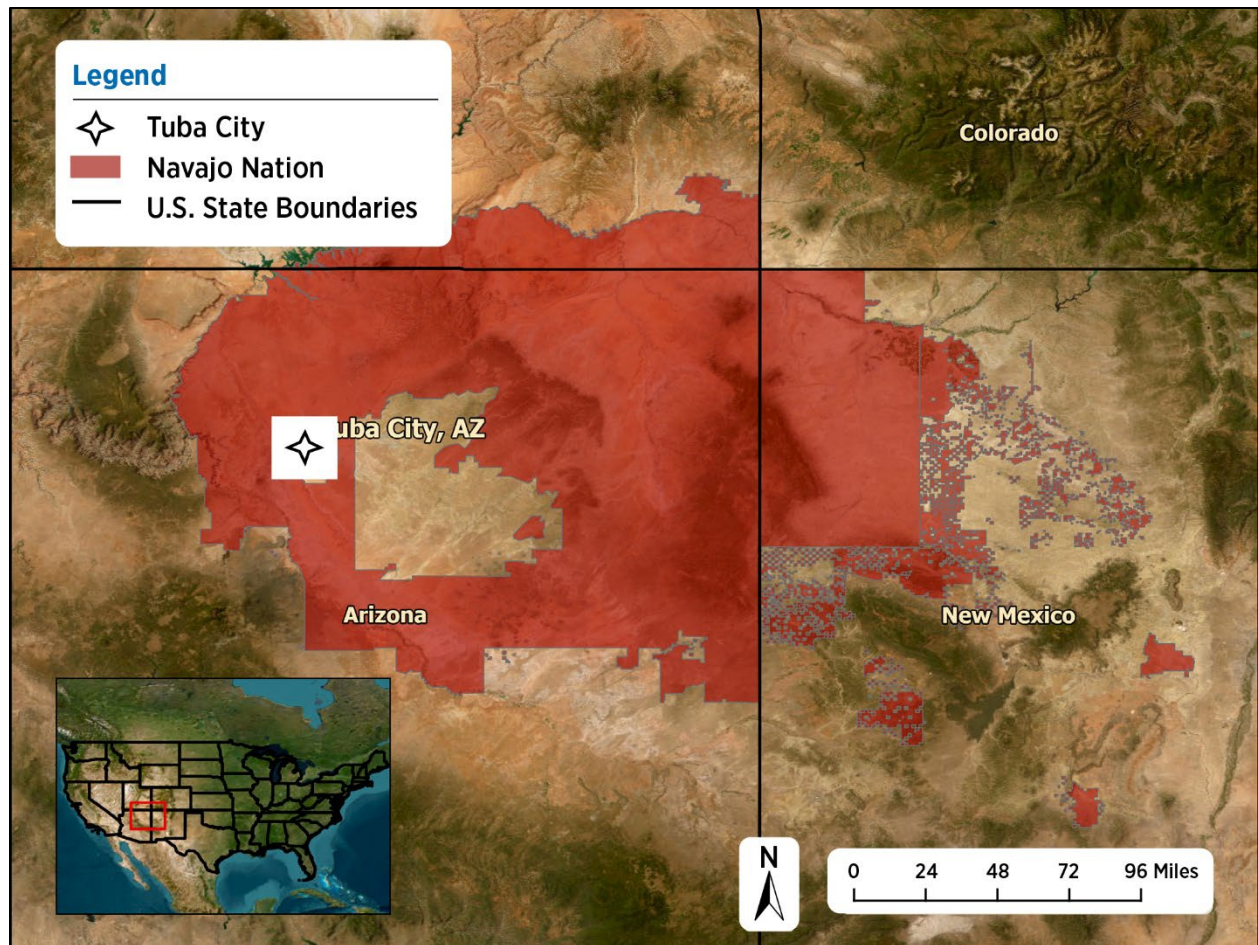 Legend
Tuba City
Navajo Nation
U.S. State Boundaries
Colorado
uba City, AZ
Arizona
New Mexico
N
0 24 48 72 96 Miles